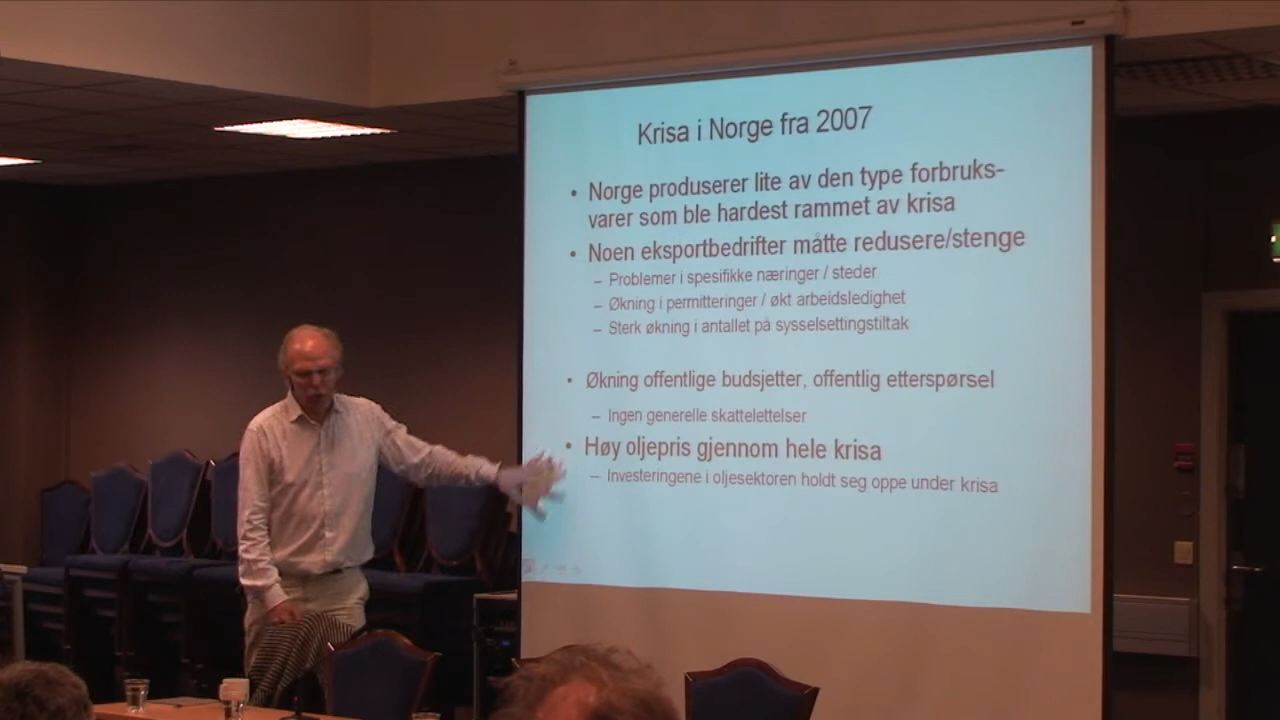 Krisa i Norge fra 2007
• Norge produserer lite av den type forbruks-
varer som ble hardest rammet av krisa
• Noen eksportbedrifter måtte redusere/stenge
– Problemer i spesifikke næringer / steder
– Økning i permitteringer / økt arbeidsledighet
– Sterk økning i antallet på sysselsettingstiltak
• Økning offentlige budsjetter, offentlig etterspørsel
– Ingen generelle skattelettelser
• Høy oljepris gjennom hele krisa
– Investeringene i oljesektoren holdt seg oppe under krisa